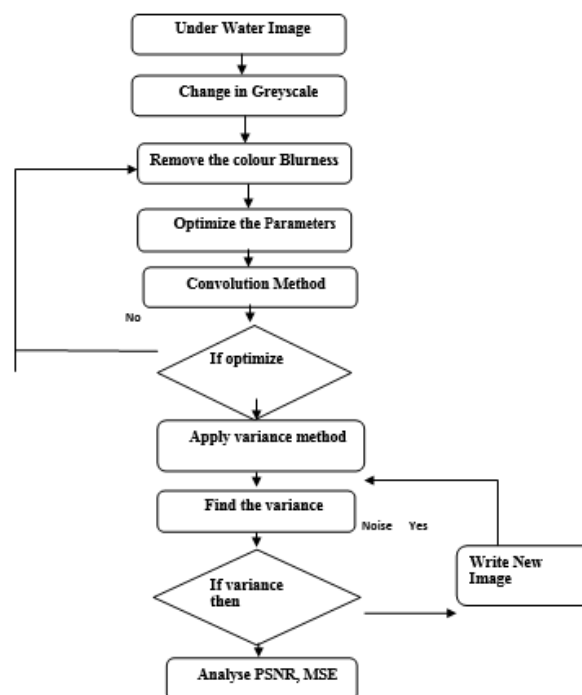 Under Water Image
Change in Greyscale
Remove the colour Blurness
Optimize the Parameters
Convolution Method
No
If optimize
Apply variance method
Find the variance
Noise Yes
If variance
then
Write New
Image
Analyse PSNR, MSE